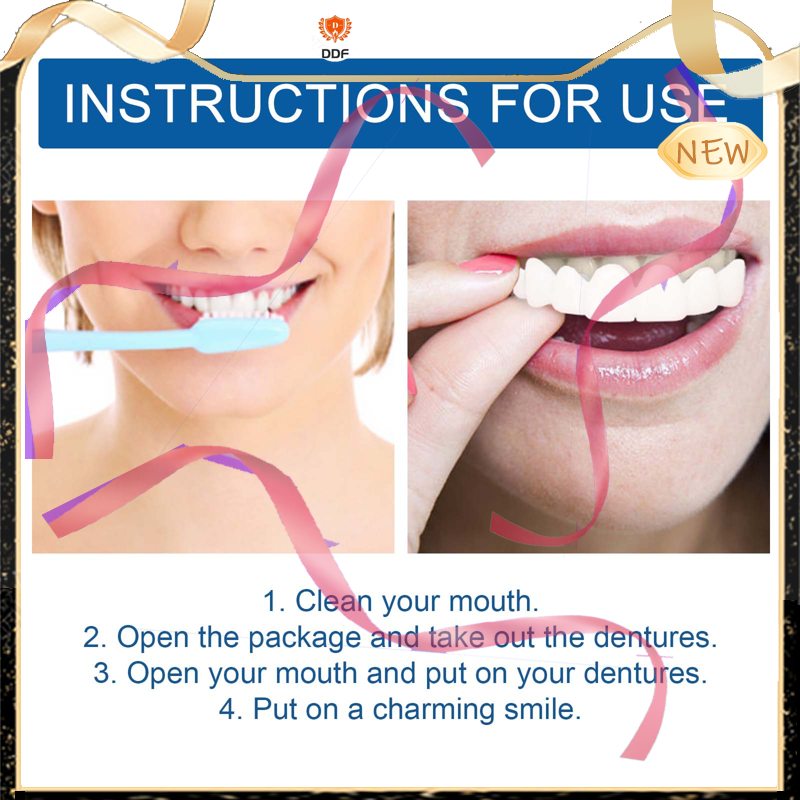 DDF
INSTRUCTIONS FOR USE
NEW
1. Clean your mouth.
2. Open the package and take out the dentures.
3. Open your mouth and put on your dentures.
4. Put on a charming smile.